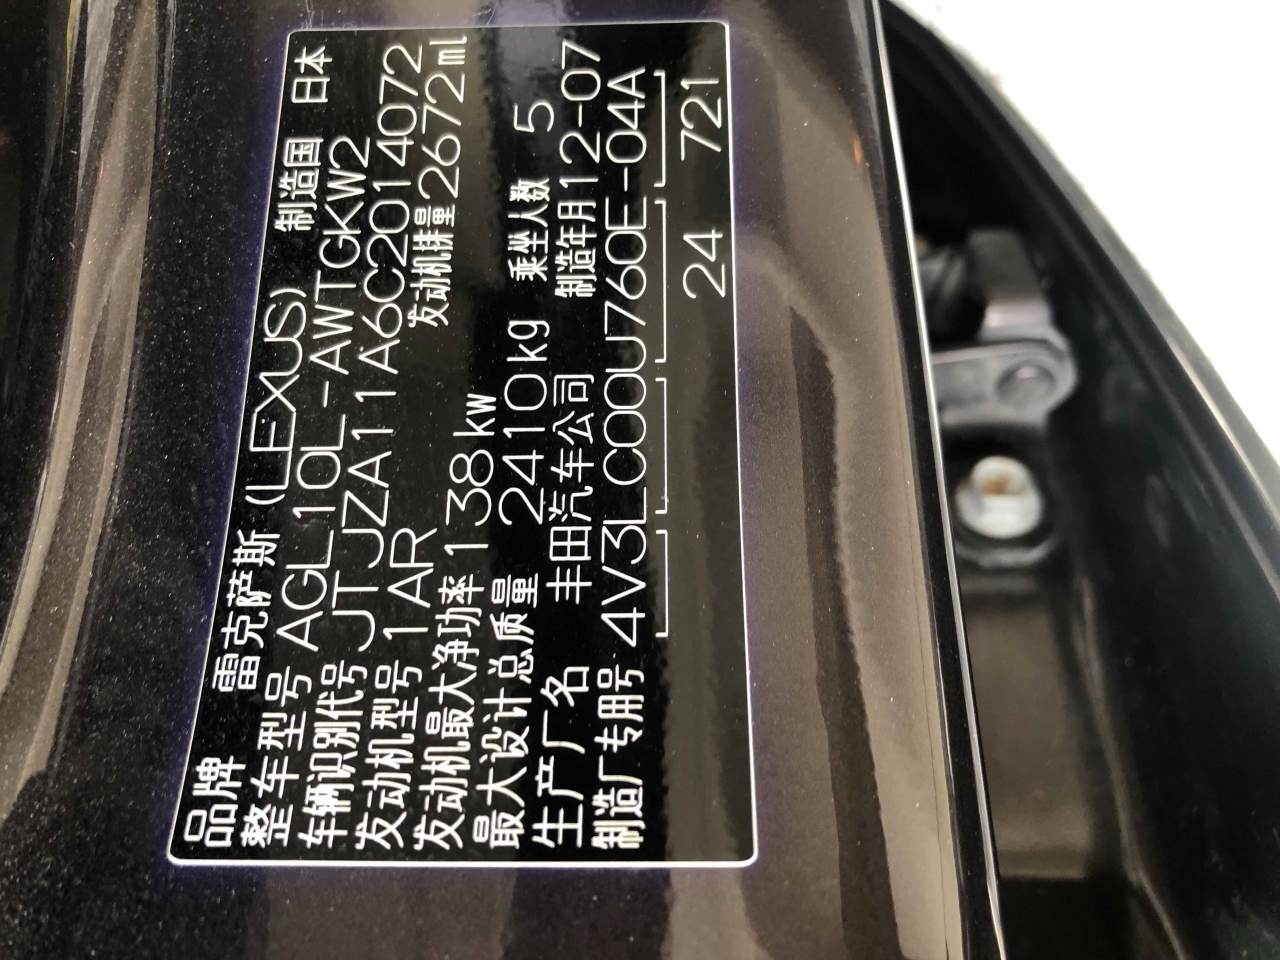 品牌 雷克萨斯 (LEXUS) 制造国 日本
整车型号 AGL10L-AWTGKW2
车辆识别代号 JTJZA11A6C2014072
发动机型号 1AR 发动机排量 2672ml
发动机最大净功率 138kW
最大设计总质量 2410kg 乘坐人数 5
生产厂名 丰田汽车公司 制造年月 12-07
制造厂专用号 4V3LC00U760E-04A
24 721